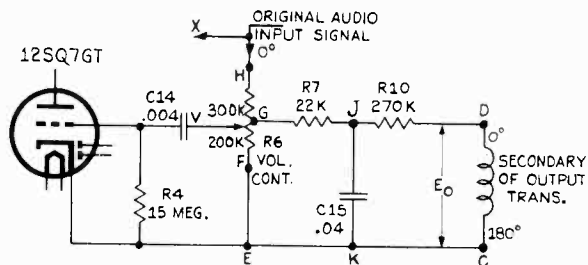 X
ORIGINAL AUDIO
INPUT SIGNAL
0°
12SQ7GT
H
C14
.004
V
300K
G
200K
R6
VOL.
CONT.
F
R7
22K
J
R10
270K
D
0°
SECONDARY
OF OUTPUT
TRANS.
180°
R4
15 MEG.
C15
.04
EO
E
K
C